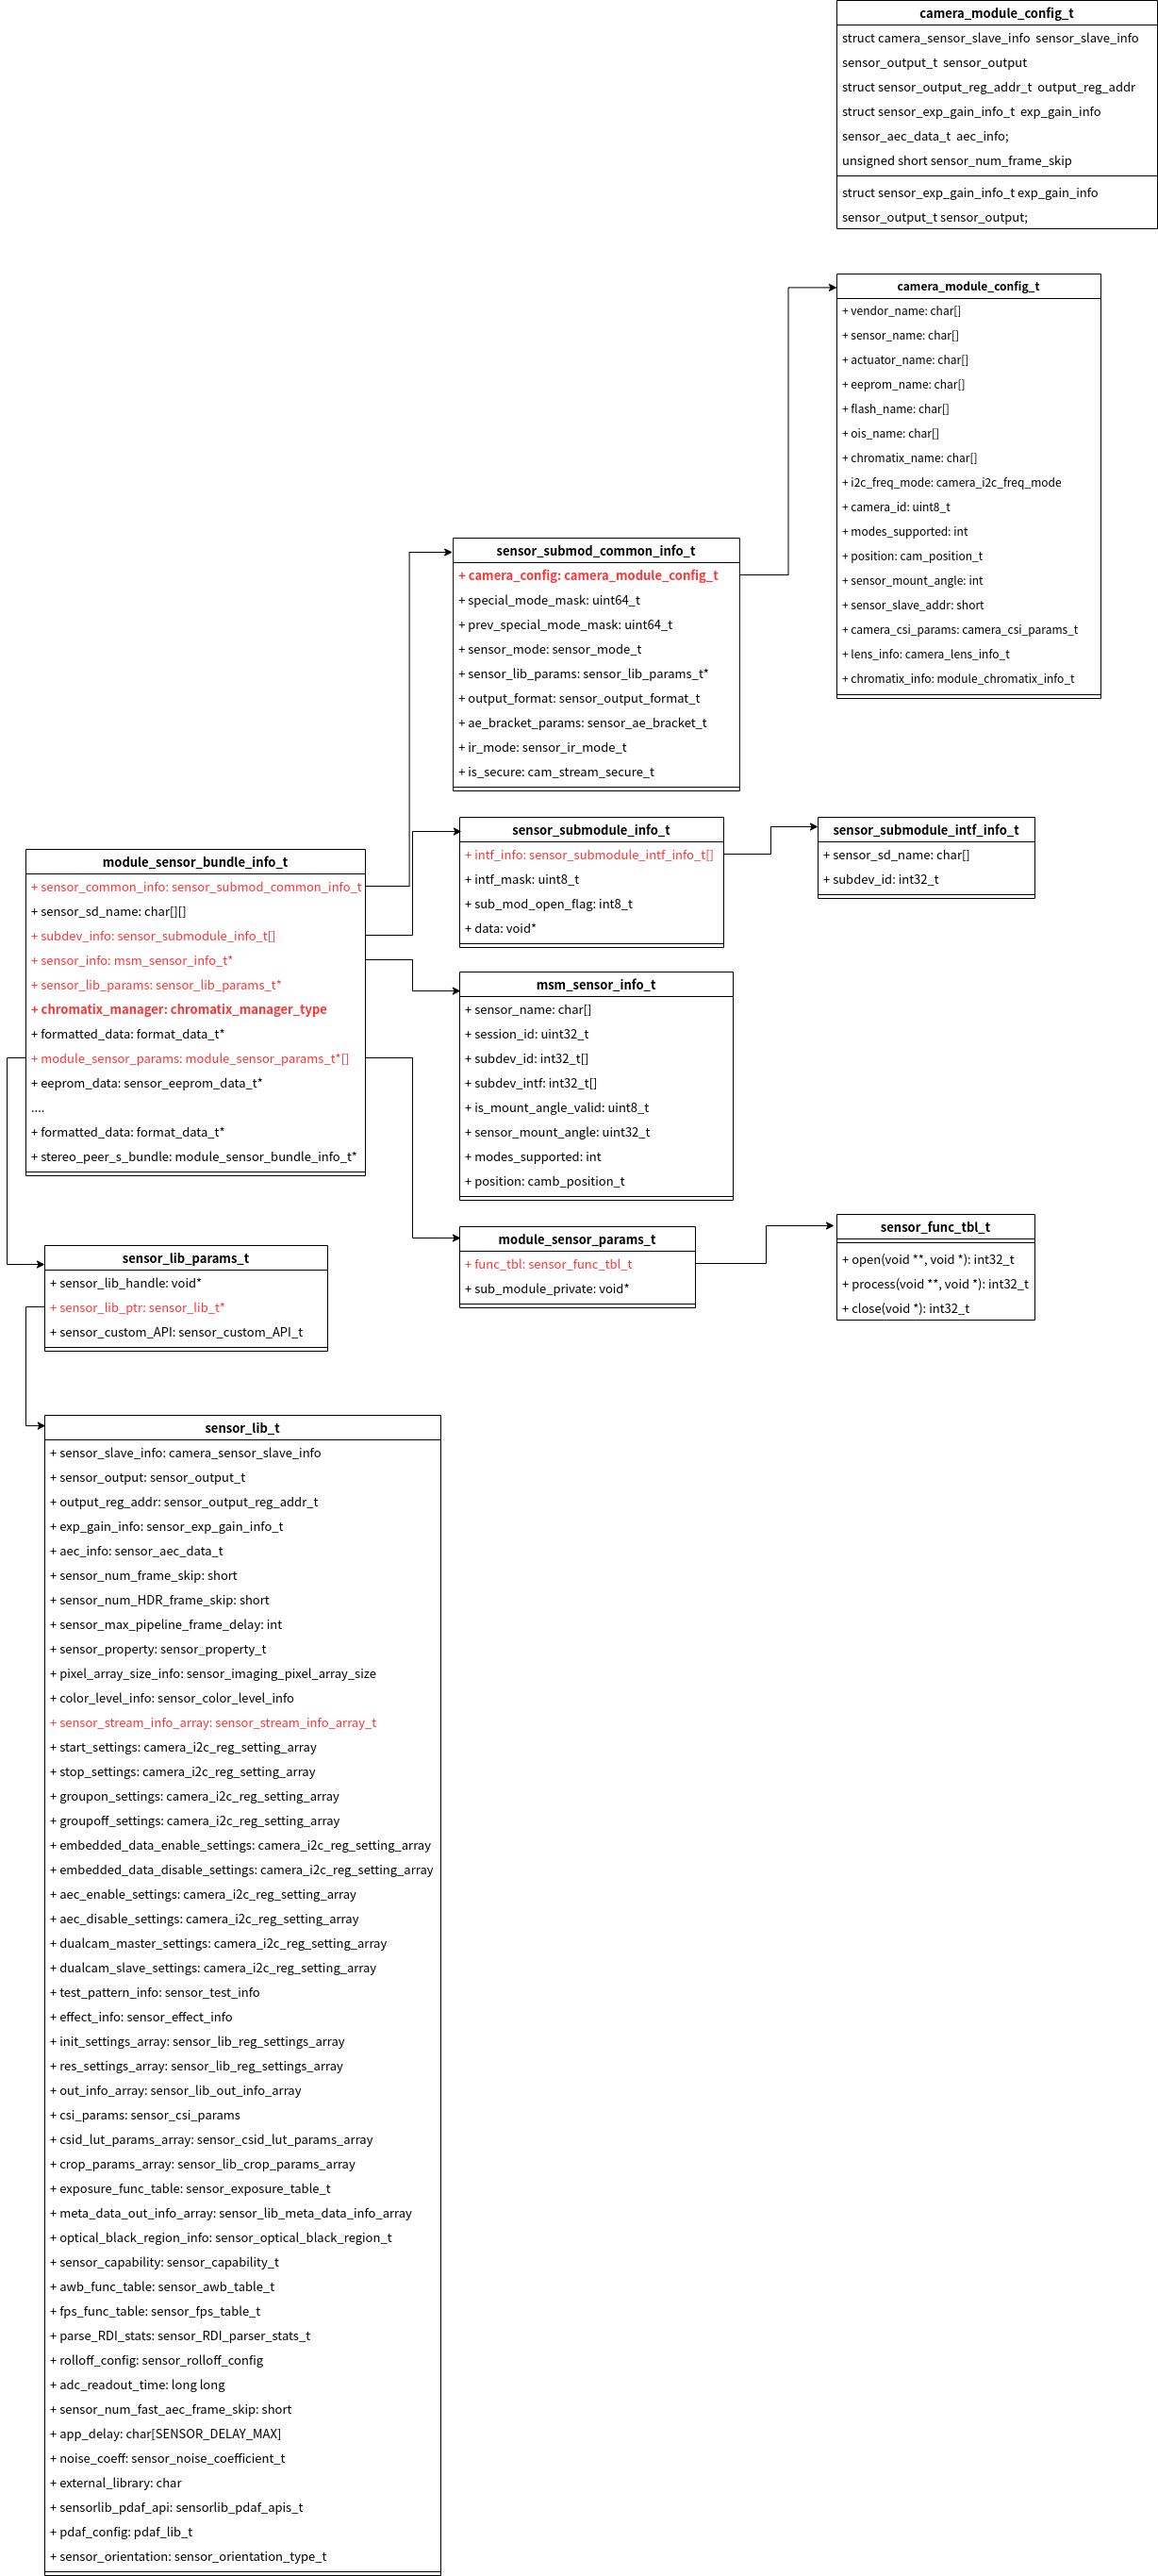 camera_module_config_t
struct camera_sensor_slave_info  sensor_slave_info
sensor_output_t  sensor_output
struct sensor_output_reg_addr_t  output_reg_addr
struct sensor_exp_gain_info_t  exp_gain_info
sensor_aec_data_t  aec_info;
unsigned short sensor_num_frame_skip
struct sensor_exp_gain_info_t exp_gain_info
sensor_output_t sensor_output;
camera_module_config_t
+ vendor_name: char[]
+ sensor_name: char[]
+ actuator_name: char[]
+ eeprom_name: char[]
+ flash_name: char[]
+ ois_name: char[]
+ chromatix_name: char[]
+ i2c_freq_mode: camera_i2c_freq_mode
+ camera_id: uint8_t
+ modes_supported: int
+ position: cam_position_t
+ sensor_mount_angle: int
+ sensor_slave_addr: short
+ camera_csi_params: camera_csi_params_t
+ lens_info: camera_lens_info_t
+ chromatix_info: module_chromatix_info_t
sensor_submod_common_info_t
+ camera_config: camera_module_config_t
+ special_mode_mask: uint64_t
+ prev_special_mode_mask: uint64_t
+ sensor_mode: sensor_mode_t
+ sensor_lib_params: sensor_lib_params_t*
+ output_format: sensor_output_format_t
+ ae_bracket_params: sensor_ae_bracket_t
+ ir_mode: sensor_ir_mode_t
+ is_secure: cam_stream_secure_t
sensor_submodule_info_t
+ intf_info: sensor_submodule_intf_info_t[]
+ intf_mask: uint8_t
+ sub_mod_open_flag: int8_t
+ data: void*
sensor_submodule_intf_info_t
+ sensor_sd_name: char[]
+ subdev_id: int32_t
module_sensor_bundle_info_t
+ sensor_common_info: sensor_submod_common_info_t
+ sensor_sd_name: char[][]
+ subdev_info: sensor_submodule_info_t[]
+ sensor_info: msm_sensor_info_t*
+ sensor_lib_params: sensor_lib_params_t*
+ chromatix_manager: chromatix_manager_type
+ formatted_data: format_data_t*
+ module_sensor_params: module_sensor_params_t*[]
+ eeprom_data: sensor_eeprom_data_t*
....
+ formatted_data: format_data_t*
+ stereo_peer_s_bundle: module_sensor_bundle_info_t*
msm_sensor_info_t
+ sensor_name: char[]
+ session_id: uint32_t
+ subdev_id: int32_t[]
+ subdev_intf: int32_t[]
+ is_mount_angle_valid: uint8_t
+ sensor_mount_angle: uint32_t
+ modes_supported: int
+ position: camb_position_t
module_sensor_params_t
+ func_tbl: sensor_func_tbl_t
+ sub_module_private: void*
sensor_func_tbl_t
+ open(void **, void *): int32_t
+ process(void **, void *): int32_t
+ close(void *): int32_t
sensor_lib_params_t
+ sensor_lib_handle: void*
+ sensor_lib_ptr: sensor_lib_t*
+ sensor_custom_API: sensor_custom_API_t
sensor_lib_t
+ sensor_slave_info: camera_sensor_slave_info
+ sensor_output: sensor_output_t
+ output_reg_addr: sensor_output_reg_addr_t
+ exp_gain_info: sensor_exp_gain_info_t
+ aec_info: sensor_aec_data_t
+ sensor_num_frame_skip: short
+ sensor_num_HDR_frame_skip: short
+ sensor_max_pipeline_frame_delay: int
+ sensor_property: sensor_property_t
+ pixel_array_size_info: sensor_imaging_pixel_array_size
+ color_level_info: sensor_color_level_info
+ sensor_stream_info_array: sensor_stream_info_array_t
+ start_settings: camera_i2c_reg_setting_array
+ stop_settings: camera_i2c_reg_setting_array
+ groupon_settings: camera_i2c_reg_setting_array
+ groupoff_settings: camera_i2c_reg_setting_array
+ embedded_data_enable_settings: camera_i2c_reg_setting_array
+ embedded_data_disable_settings: camera_i2c_reg_setting_array
+ aec_enable_settings: camera_i2c_reg_setting_array
+ aec_disable_settings: camera_i2c_reg_setting_array
+ dualcam_master_settings: camera_i2c_reg_setting_array
+ dualcam_slave_settings: camera_i2c_reg_setting_array
+ test_pattern_info: sensor_test_info
+ effect_info: sensor_effect_info
+ init_settings_array: sensor_lib_reg_settings_array
+ res_settings_array: sensor_lib_reg_settings_array
+ out_info_array: sensor_lib_out_info_array
+ csi_params: sensor_csi_params
+ csid_lut_params_array: sensor_csid_lut_params_array
+ crop_params_array: sensor_lib_crop_params_array
+ exposure_func_table: sensor_exposure_table_t
+ meta_data_out_info_array: sensor_lib_meta_data_info_array
+ optical_black_region_info: sensor_optical_black_region_t
+ sensor_capability: sensor_capability_t
+ awb_func_table: sensor_awb_table_t
+ fps_func_table: sensor_fps_table_t
+ parse_RDI_stats: sensor_RDI_parser_stats_t
+ rolloff_config: sensor_rolloff_config
+ adc_readout_time: long long
+ sensor_num_fast_aec_frame_skip: short
+ app_delay: char[SENSOR_DELAY_MAX]
+ noise_coeff: sensor_noise_coefficient_t
+ external_library: char
+ sensorlib_pdaf_api: sensorlib_pdaf_apis_t
+ pdaf_config: pdaf_lib_t
+ sensor_orientation: sensor_orientation_type_t